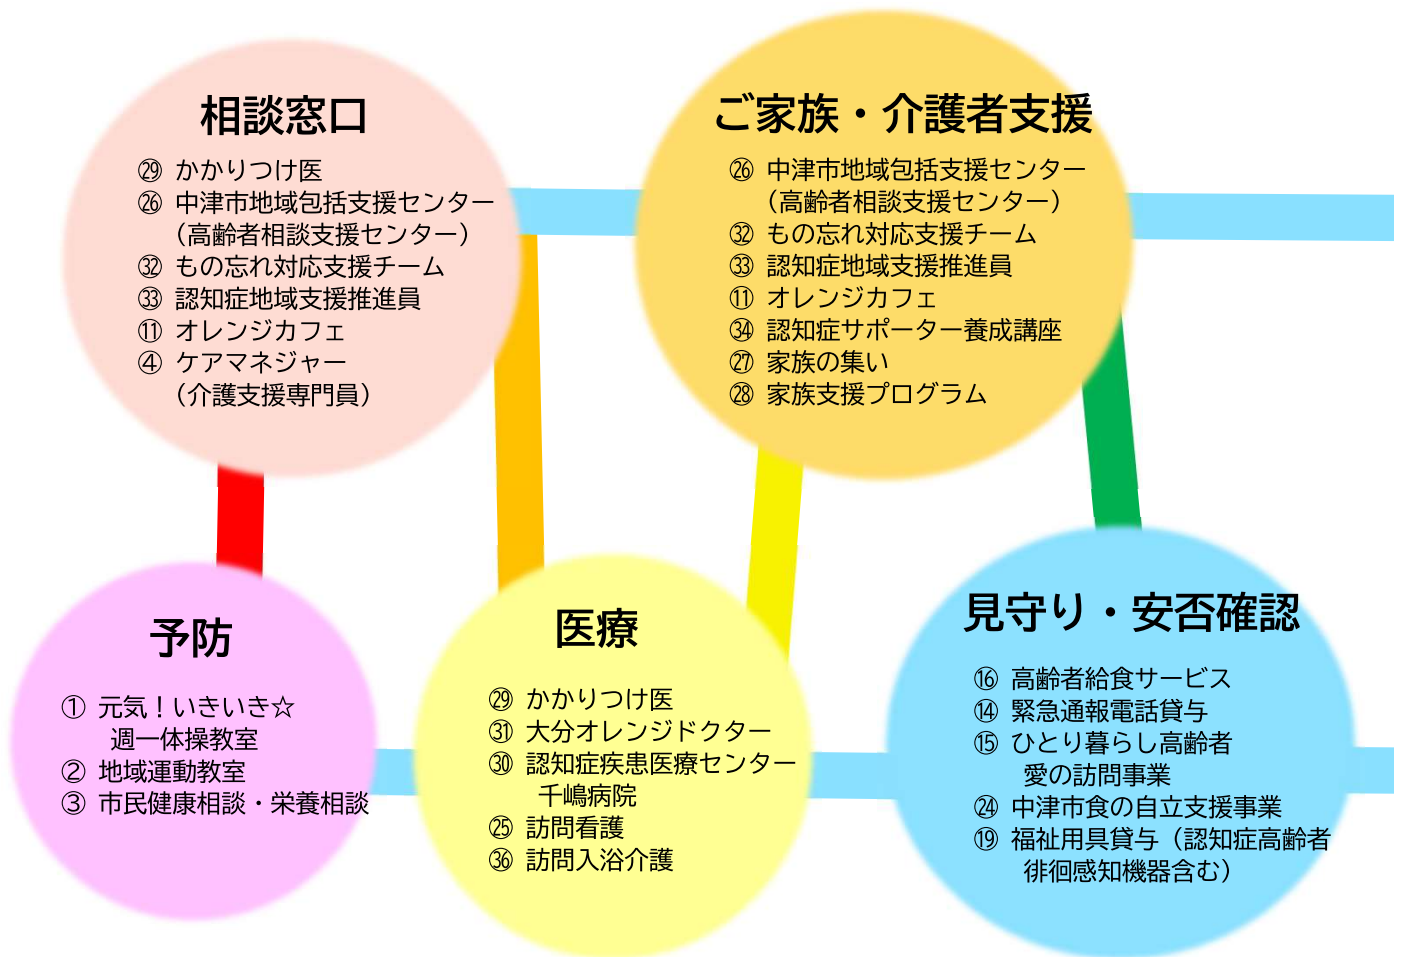 相談窓口
㉙ かかりつけ医
㉖ 中津市地域包括支援センター
（高齢者相談支援センター）
㉜ もの忘れ対応支援チーム
㉝ 認知症地域支援推進員
⑪ オレンジカフェ
④ ケアマネジャー
（介護支援専門員）
ご家族・介護者支援
㉖ 中津市地域包括支援センター
（高齢者相談支援センター）
㉜ もの忘れ対応支援チーム
㉝ 認知症地域支援推進員
⑪ オレンジカフェ
㉞ 認知症サポーター養成講座
㉗ 家族の集い
㉘ 家族支援プログラム
予防
① 元気！いきいき☆
週一体操教室
② 地域運動教室
③ 市民健康相談・栄養相談
医療
㉙ かかりつけ医
㉛ 大分オレンジドクター
㉚ 認知症疾患医療センター
千嶋病院
㉕ 訪問看護
㊱ 訪問入浴介護
見守り・安否確認
⑯ 高齢者給食サービス
⑭ 緊急通報電話貸与
⑮ ひとり暮らし高齢者
愛の訪問事業
㉔ 中津市食の自立支援事業
⑲ 福祉用具貸与（認知症高齢者
徘徊感知機器含む）